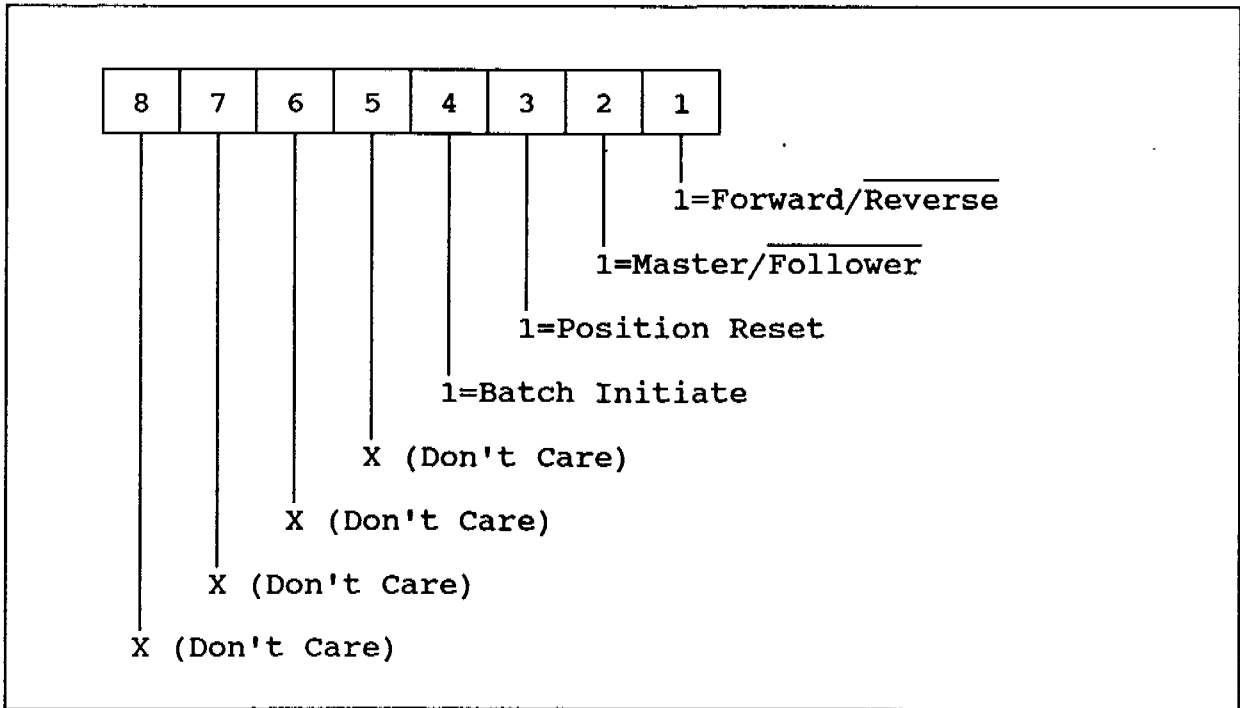 8 7 6 5 4 3 2 1
1=Forward/Reverse
1=Master/Follower
1=Position Reset
1=Batch Initiate
X (Don't Care)
X (Don't Care)
X (Don't Care)
X (Don't Care)